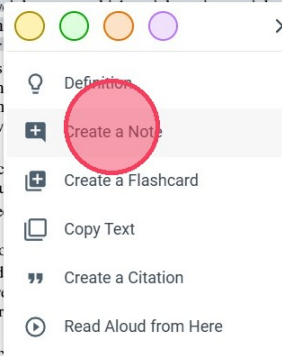 Definition
Create a Note
Create a Flashcard
Copy Text
Create a Citation
Read Aloud from Here